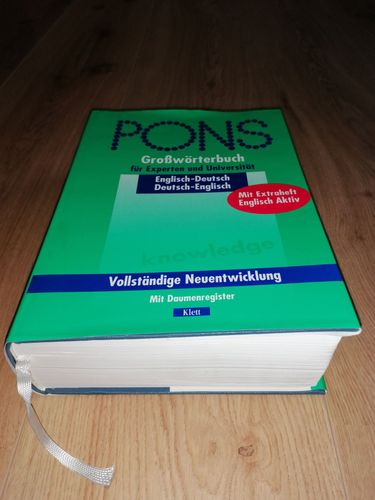 PONS
Großwörterbuch
für Experten und Universität
Englisch-Deutsch
Deutsch-Englisch
Mit Extraheft
Englisch Aktiv
knowledge
Vollständige Neuentwicklung
Mit Daumenregister
Klett